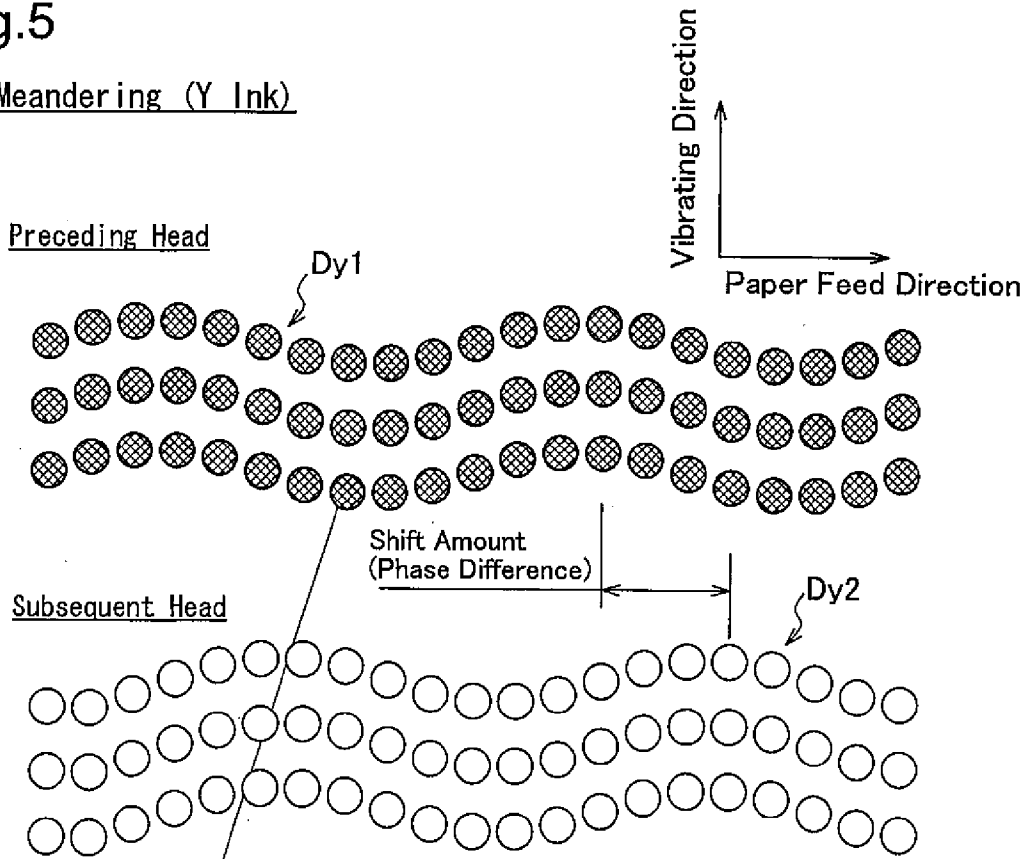 g.5
Meandering (Y Ink)
Vibrating Direction
Paper Feed Direction
Preceding Head
Dy1
Shift Amount
(Phase Difference)
Subsequent Head
Dy2